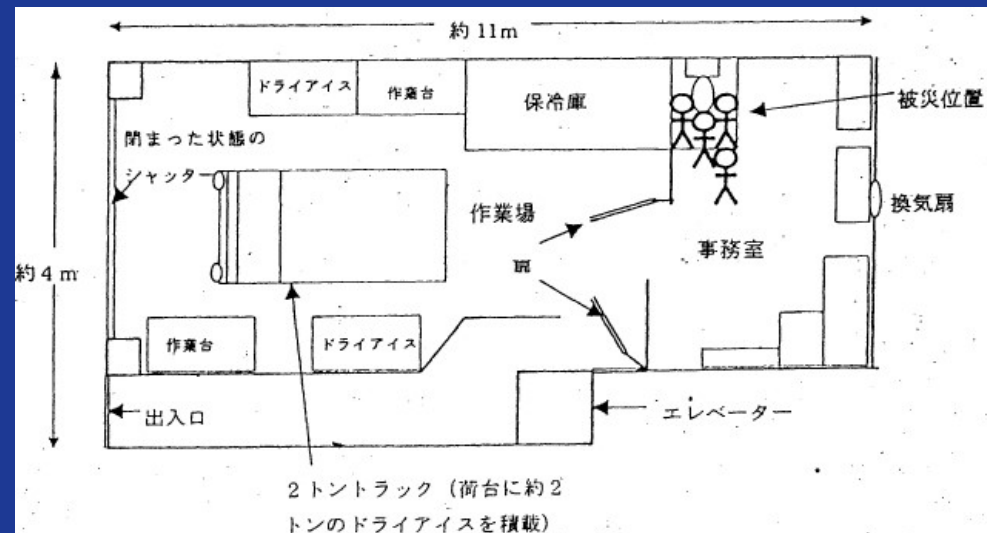 約11m
ドライアイス
作業台
保冷庫
被災位置
閉まった状態の
シャッター
作業場
換気扇
扉
事務室
約4m
作業台
ドライアイス
出入口
エレベーター
2トントラック（荷台に約2
トンのドライアイスを積載）